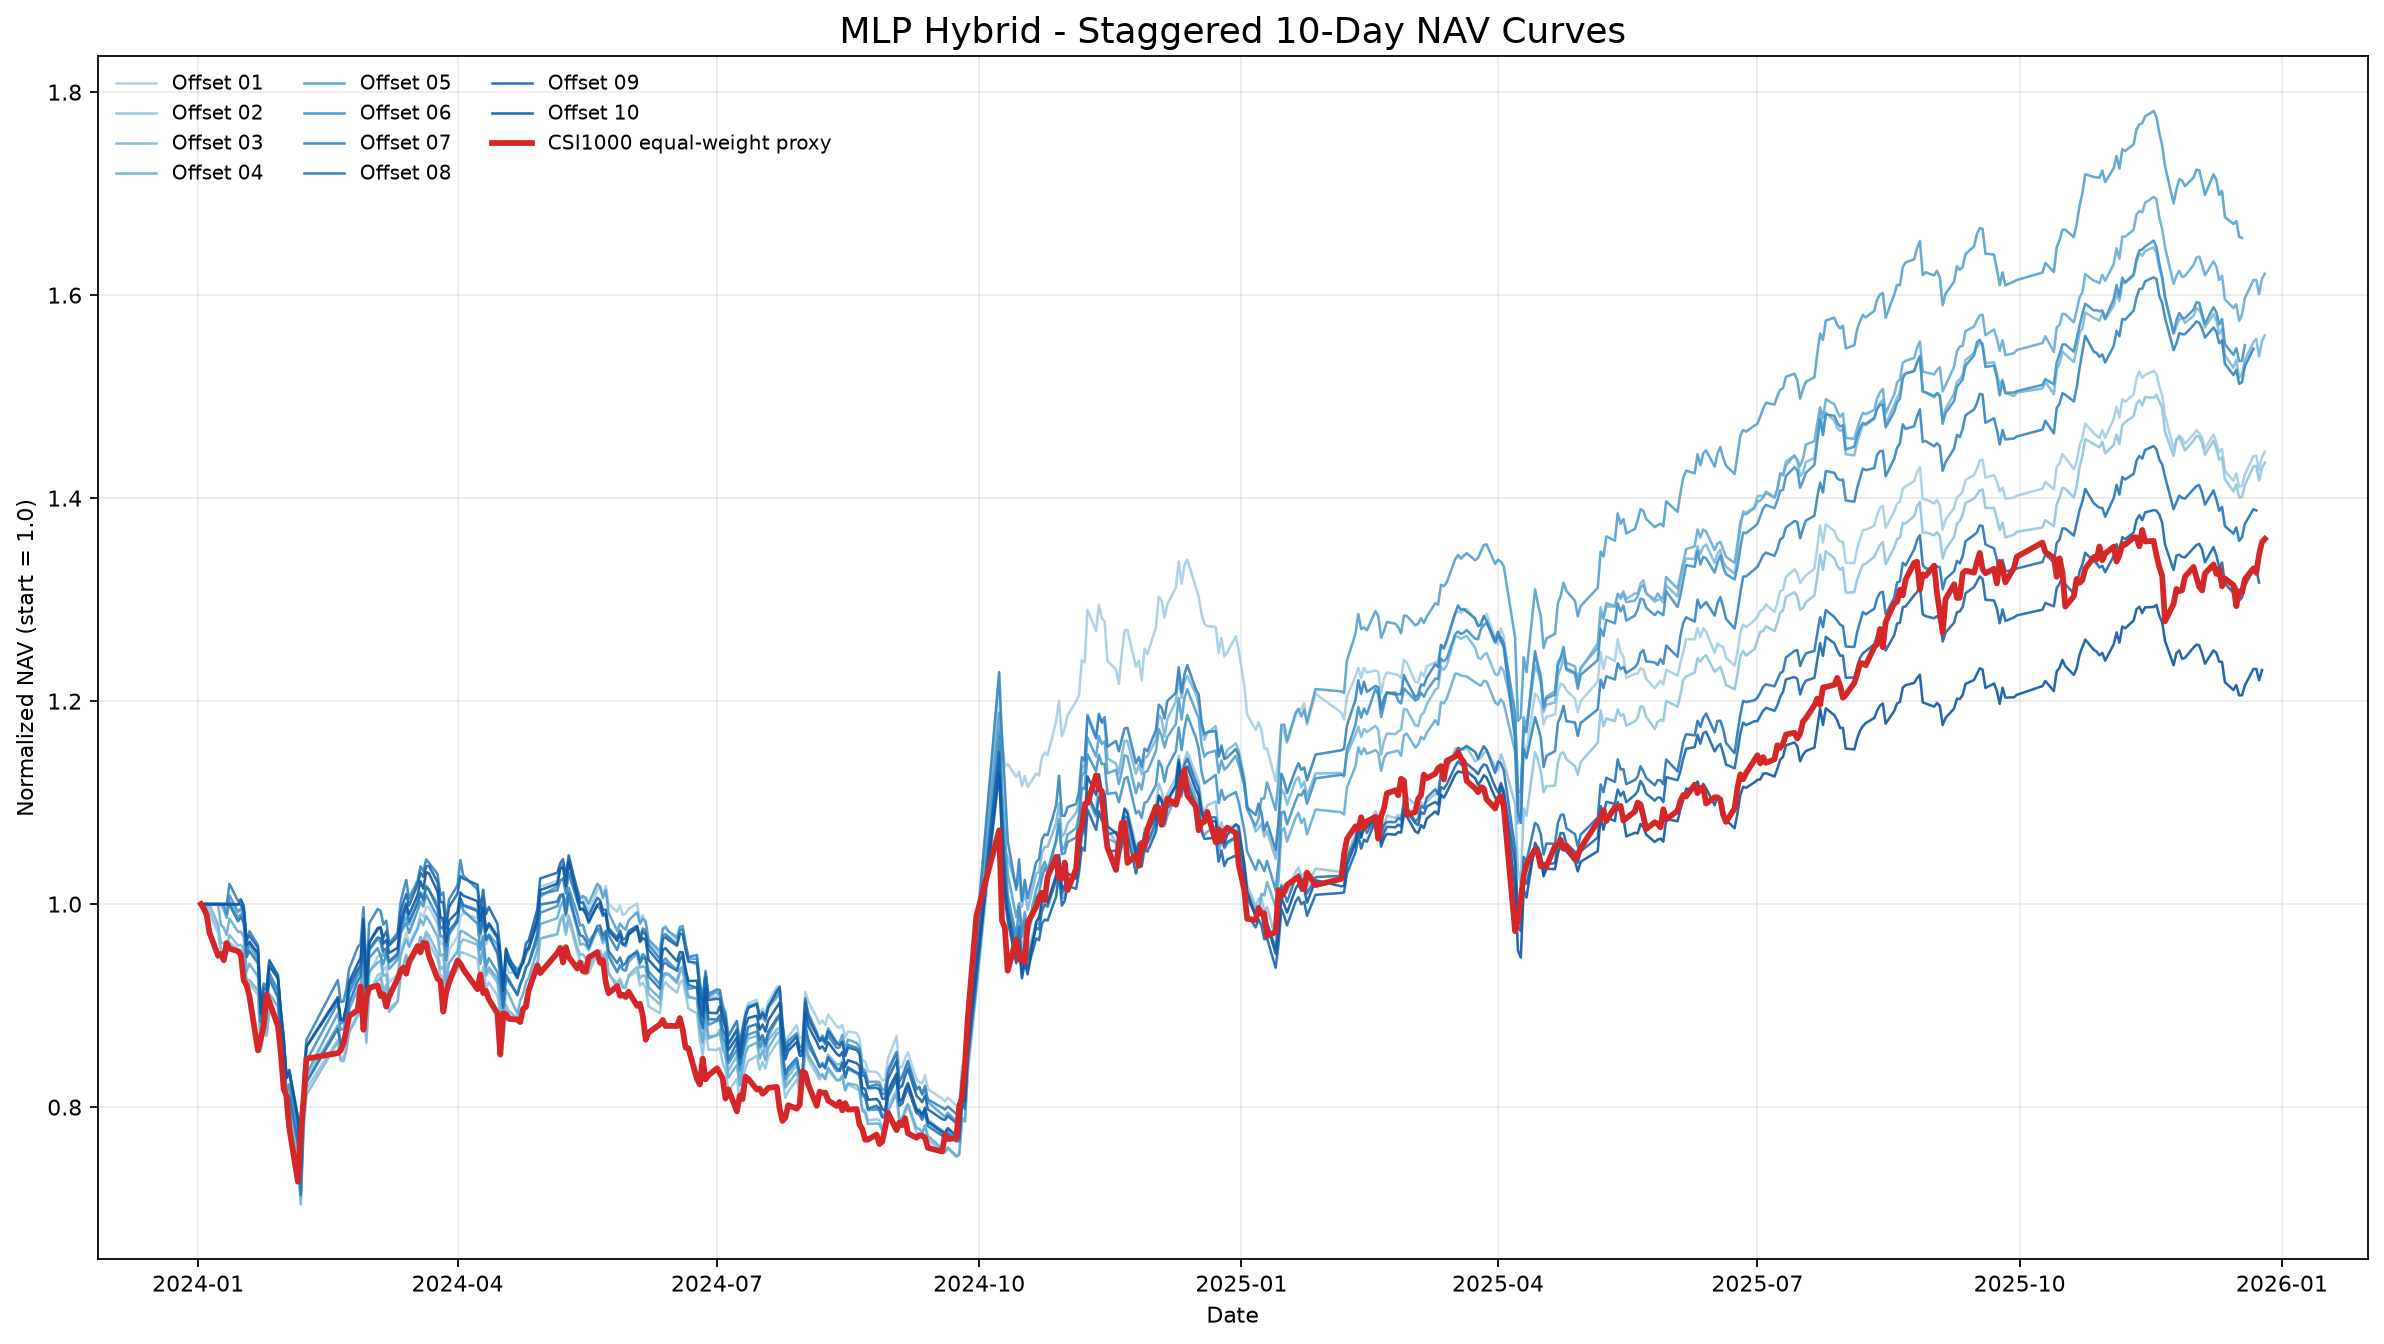 MLP Hybrid - Staggered 10-Day NAV Curves
Offset 01
Offset 02
Offset 03
Offset 04
Offset 05
Offset 06
Offset 07
Offset 08
Offset 09
Offset 10
CSI1000 equal-weight proxy
Normalized NAV (start = 1.0)
1.8
1.6
1.4
1.2
1.0
0.8
2024-01
2024-04
2024-07
2024-10
2025-01
2025-04
2025-07
2025-10
2026-01
Date